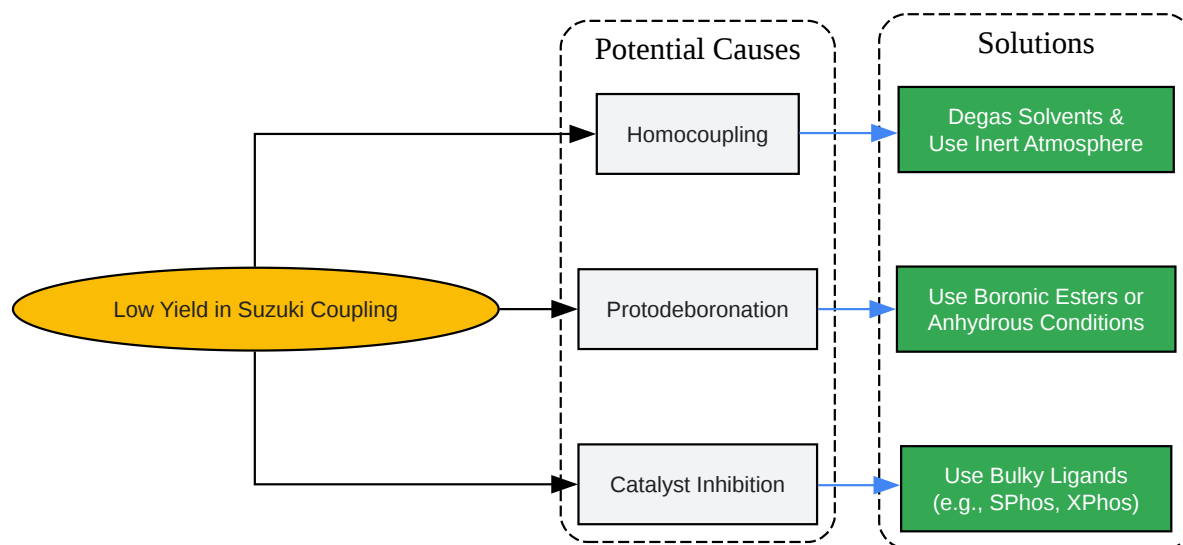 Potential Causes
Solutions
Homocoupling
Degas Solvents &
Use Inert Atmosphere
Low Yield in Suzuki Coupling
Protodeboronation
Use Boronic Esters or
Anhydrous Conditions
Catalyst Inhibition
Use Bulky Ligands
(e.g., SPhos, XPhos)